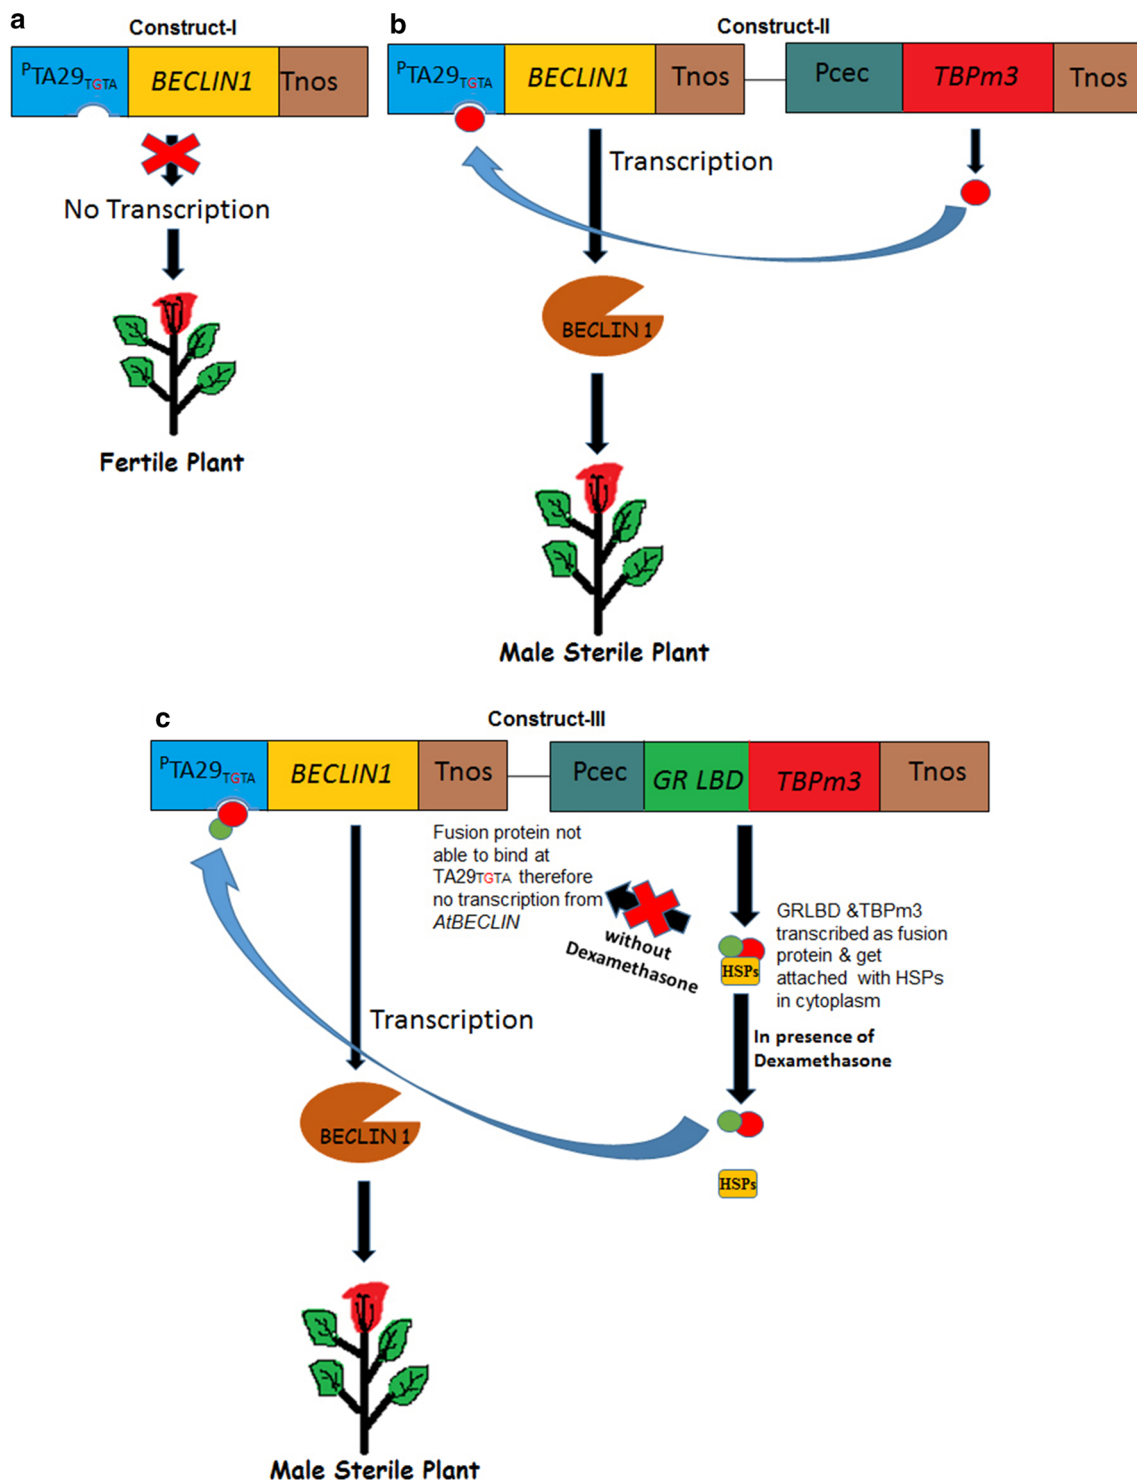 a
Construct-I
PTA29TGTA BECLIN1 Tnos
No Transcription
Fertile Plant
b
Construct-II
PTA29TGTA BECLIN1 Tnos Pcec TBPm3 Tnos
Transcription
BECLIN 1
Male Sterile Plant
c
Construct-III
PTA29TGTA BECLIN1 Tnos Pcec GR LBD TBPm3 Tnos
Fusion protein not
able to bind at
TA29TGTA therefore
no transcription from
AtBECLIN
without
Dexamethasone
HSPs
GRLBD &TBPm3
transcribed as fusion
protein & get
attached with HSPs
in cytoplasm
In presence of
Dexamethasone
HSPs
Transcription
BECLIN 1
Male Sterile Plant